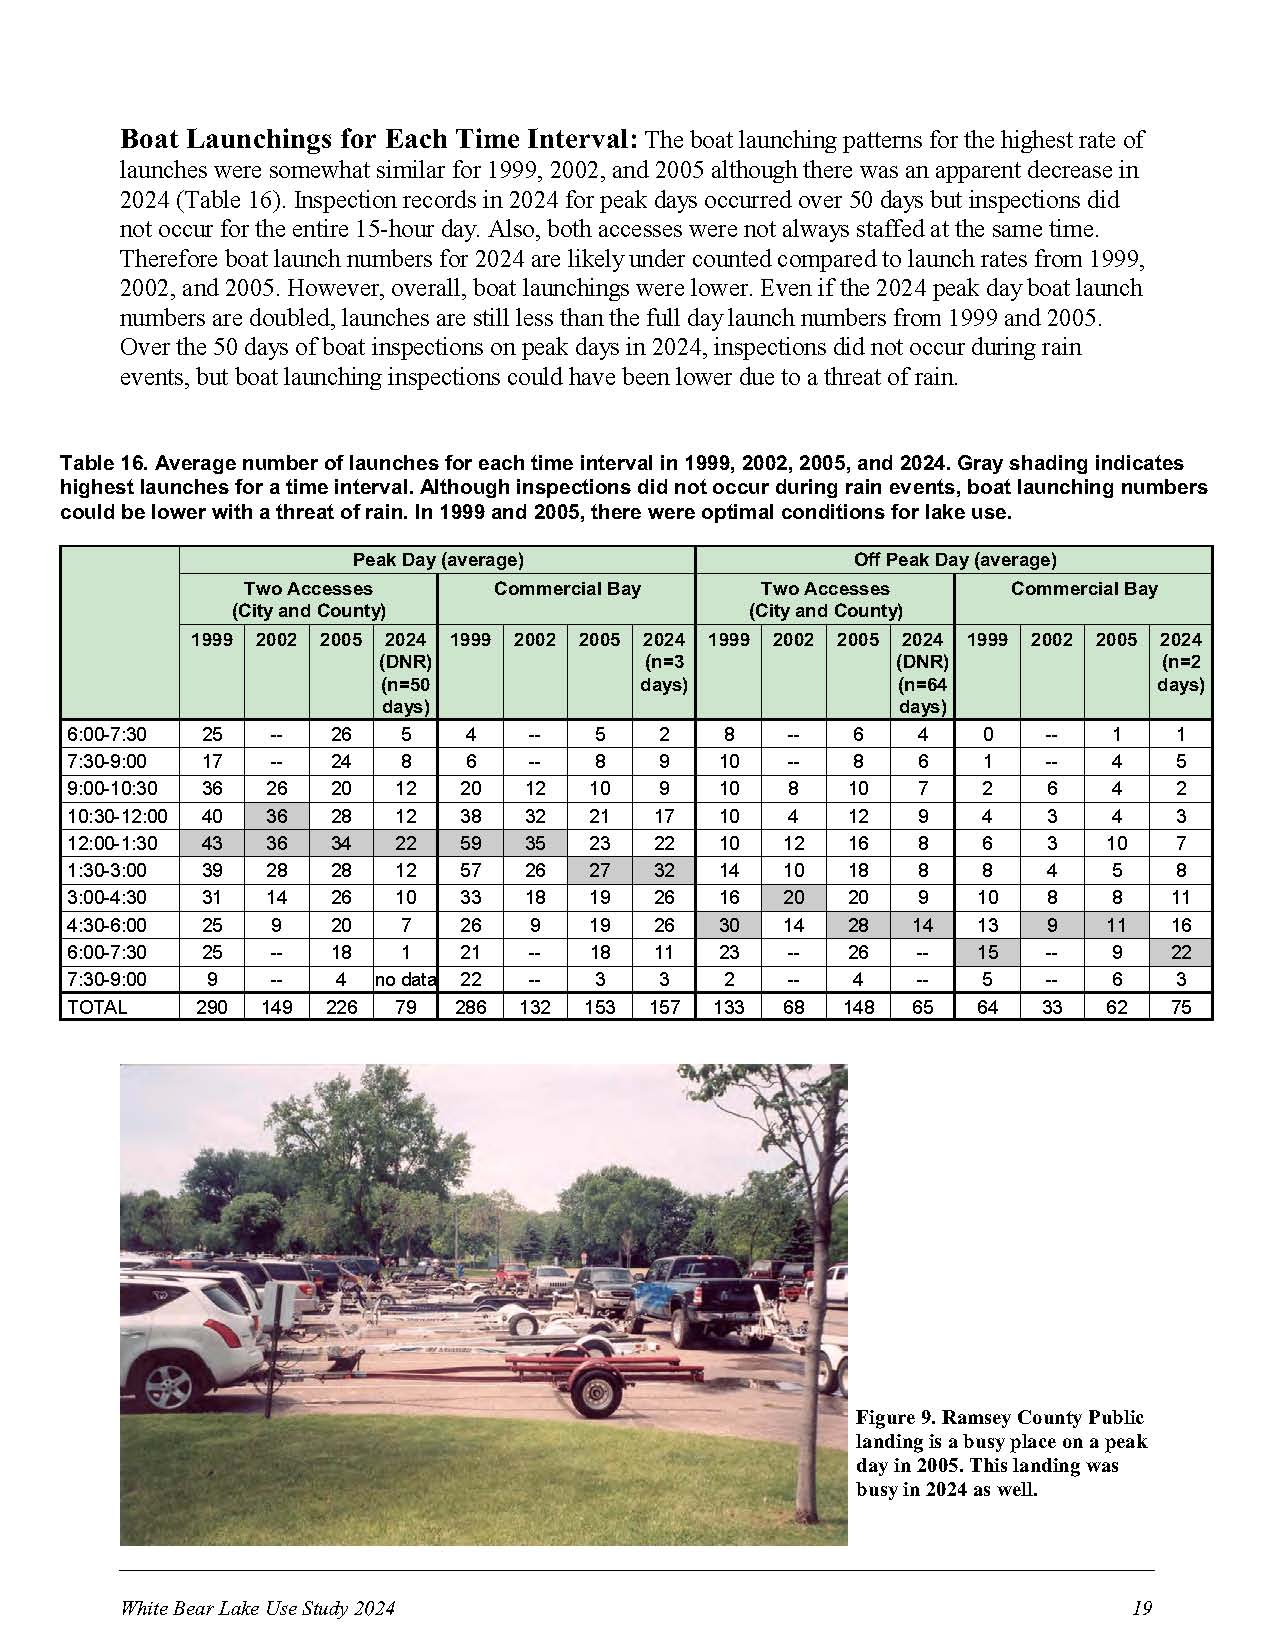 Boat Launchings for Each Time Interval: The boat launching patterns for the highest rate of
launches were somewhat similar for 1999, 2002, and 2005 although there was an apparent decrease in
2024 (Table 16). Inspection records in 2024 for peak days occurred over 50 days but inspections did
not occur for the entire 15-hour day. Also, both accesses were not always staffed at the same time.
Therefore boat launch numbers for 2024 are likely under counted compared to launch rates from 1999,
2002, and 2005. However, overall, boat launchings were lower. Even if the 2024 peak day boat launch
numbers are doubled, launches are still less than the full day launch numbers from 1999 and 2005.
Over the 50 days of boat inspections on peak days in 2024, inspections did not occur during rain
events, but boat launching inspections could have been lower due to a threat of rain.
Table 16. Average number of launches for each time interval in 1999, 2002, 2005, and 2024. Gray shading indicates
highest launches for a time interval. Although inspections did not occur during rain events, boat launching numbers
could be lower with a threat of rain. In 1999 and 2005, there were optimal conditions for lake use.
Peak Day (average) Off Peak Day (average)
Two Accesses Commercial Bay Two Accesses Commercial Bay
(City and County) (City and County)
1999 2002 2005 2024 1999 2002 2005 2024 1999 2002 2005 2024 1999 2002 2005 2024
(DNR) (n=3 (DNR) (n=2
(n=50 days) (n=64 days)
days) days)
6:00-7:30 25 -- 26 5 4 -- 5 2 8 -- 6 4 0 -- 1 1
7:30-9:00 17 -- 24 8 6 -- 8 9 10 -- 8 6 1 -- 4 5
9:00-10:30 36 26 20 12 20 12 10 9 10 8 10 7 2 6 4 2
10:30-12:00 40 36 28 12 38 32 21 17 10 4 12 9 4 3 4 3
12:00-1:30 43 36 34 22 59 35 23 22 10 12 16 8 6 3 10 7
1:30-3:00 39 28 28 12 57 26 27 32 14 10 18 8 8 4 5 8
3:00-4:30 31 14 26 10 33 18 19 26 16 20 20 9 10 8 8 11
4:30-6:00 25 9 20 7 26 9 19 26 30 14 28 14 13 9 11 16
6:00-7:30 25 -- 18 1 21 -- 18 11 23 -- 26 -- 15 -- 9 22
7:30-9:00 9 -- 4 no data 22 -- 3 3 2 -- 4 -- 5 -- 6 3
TOTAL 290 149 226 79 286 132 153 157 133 68 148 65 64 33 62 75
Figure 9. Ramsey County Public
landing is a busy place on a peak
day in 2005. This landing was
busy in 2024 as well.
White Bear Lake Use Study 2024 19